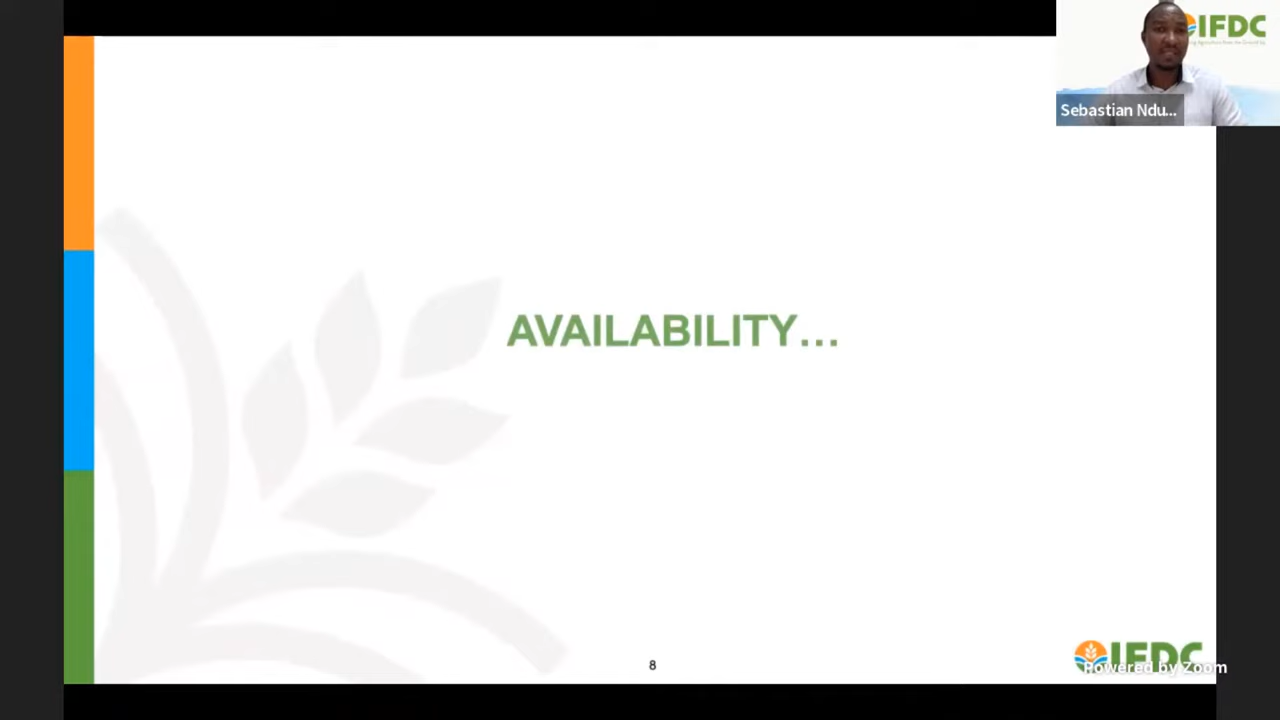 IFDC
Sebastian Ndu...
AVAILABILITY...
8
IFDC
Powered by Zoom